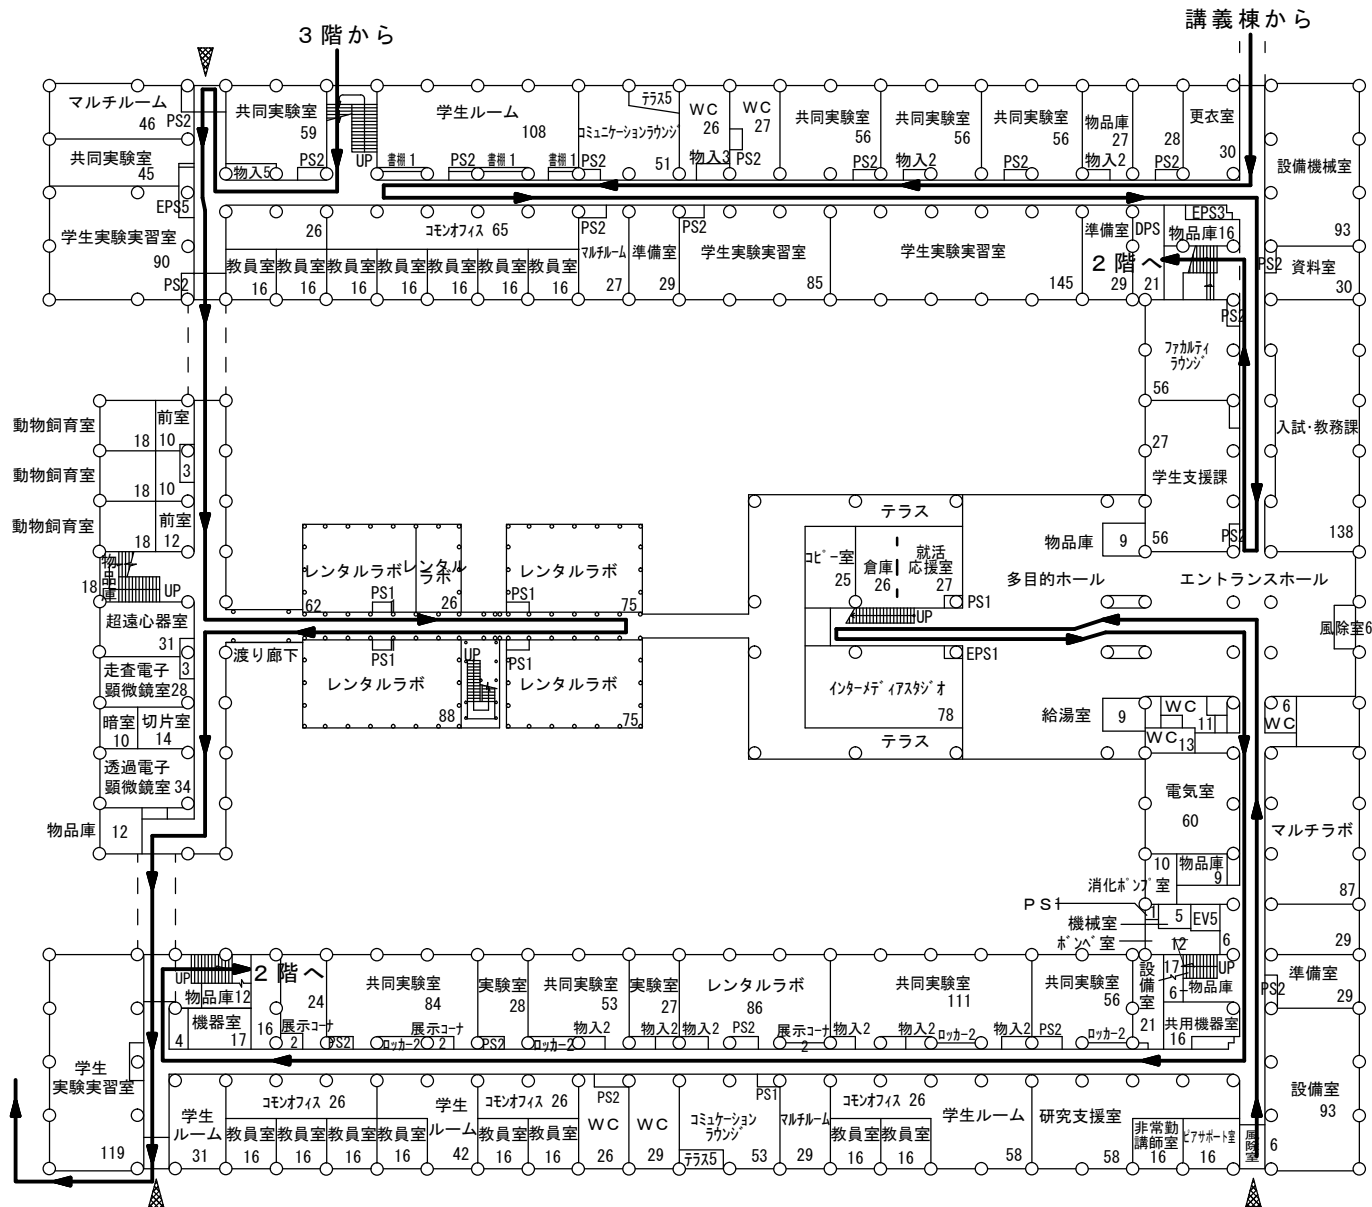 ３階から
講義棟から
マルチルーム
46
PS2
共同実験室
59
物入5
PS2
UP
学生ルーム
108
書棚 1
PS2
書棚 1
書棚 1
PS2
コミュニケーションラウンジ
51
テラス5
WC
26
物入3
WC
27
PS2
共同実験室
56
PS2
共同実験室
56
物入2
共同実験室
56
PS2
物品庫
27
物入2
28
PS2
更衣室
30
設備機械室
93
共同実験室
45
EPS5
学生実験実習室
90
PS2
26
コモンオフィス 65
教員室
16
教員室
16
教員室
16
教員室
16
教員室
16
教員室
16
教員室
16
PS2
マルチルーム
27
準備室
29
PS2
学生実験実習室
85
学生実験実習室
145
準備室
29
DPS
21
EPS3
物品庫16
２階へ
PS2
資料室
30
PS2
ファカルティ
ラウンジ
56
27
学生支援課
56
PS2
入試・教務課
138
動物飼育室
18
前室
10
動物飼育室
18
10
3
動物飼育室
18
前室
12
物品庫
18
UP
超遠心器室
31
走査電子
顕微鏡室28
3
暗室
10
切片室
14
透過電子
顕微鏡室34
物品庫
12
渡り廊下
レンタルラボ
62
PS1
レンタルラボ
26
レンタルラボ
75
PS1
レンタルラボ
88
PS1
UP
PS1
レンタルラボ
75
テラス
コピー室
25
倉庫
26
就活
応援室
27
PS1
UP
EPS1
インターメディアスタジオ
78
テラス
物品庫
9
多目的ホール
エントランスホール
風除室6
給湯室
9
WC
11
WC
13
6
WC
電気室
60
マルチラボ
87
10
物品庫
9
消化ポンプ室
PS1
1
機械室
5
EV5
ボンベ室
12
6
29
準備室
29
PS2
17
UP
6
物品庫
設備室
21
共用機器室
16
設備室
93
学生
実験実習室
119
UP
２階へ
物品庫12
機器室
17
4
16
24
展示コーナ
2
PS2
共同実験室
84
ロッカー2
展示コーナ
2
実験室
28
PS2
共同実験室
53
ロッカー2
物入2
実験室
27
物入2
レンタルラボ
86
物入2
PS2
展示コーナ
2
共同実験室
111
物入2
物入2
ロッカー2
物入2
共同実験室
56
PS2
ロッカー2
学生
ルーム
31
コモンオフィス 26
教員室
16
教員室
16
教員室
16
教員室
16
学生
ルーム
42
コモンオフィス 26
教員室
16
教員室
16
PS2
WC
26
WC
29
コミュケーション
ラウンジ
テラス5
53
PS1
マルチルーム
29
コモンオフィス 26
教員室
16
教員室
16
学生ルーム
58
研究支援室
58
非常勤
講師室
16
ピアサポート室
16
風除室
6